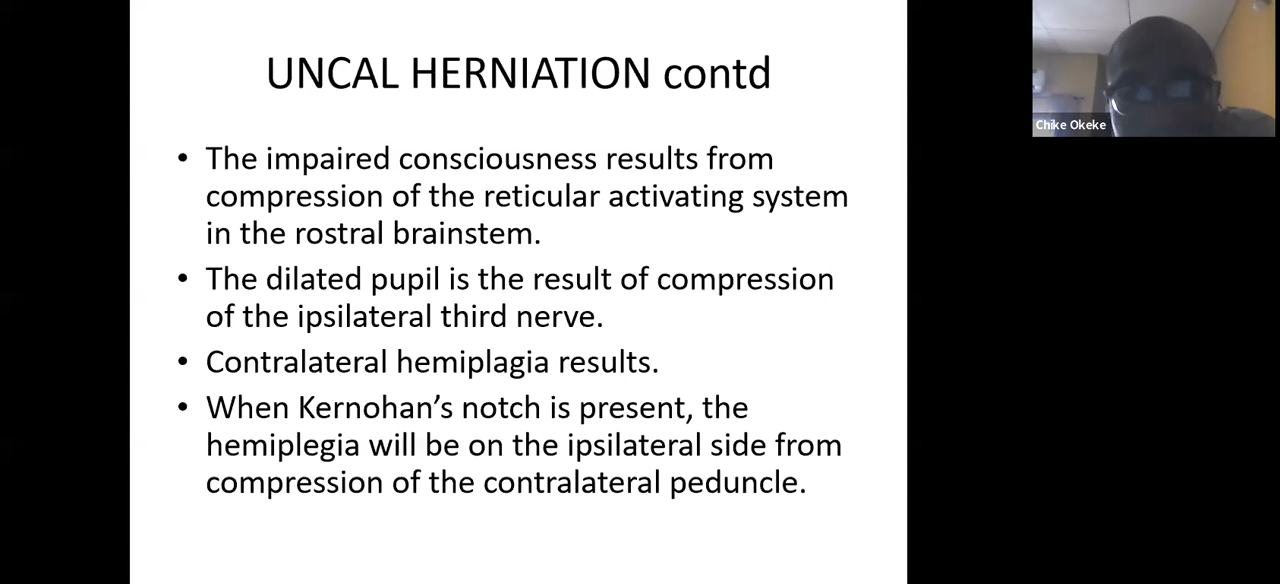 UNCAL HERNIATION contd
• The impaired consciousness results from
compression of the reticular activating system
in the rostral brainstem.
• The dilated pupil is the result of compression
of the ipsilateral third nerve.
• Contralateral hemiplagia results.
• When Kernohan’s notch is present, the
hemiplegia will be on the ipsilateral side from
compression of the contralateral peduncle.
Chike Okeke